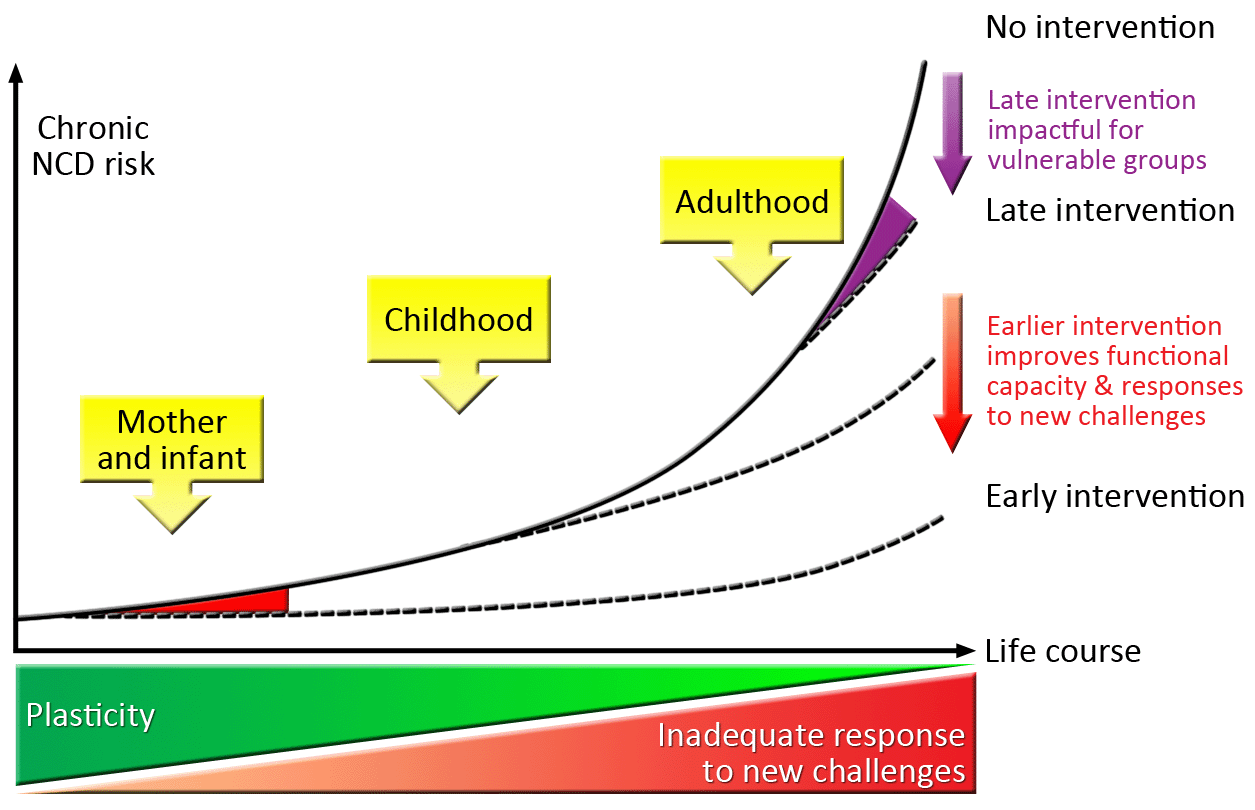 No intervention
Chronic
NCD risk
Late intervention
impactful for
vulnerable groups
Adulthood
Late intervention
Childhood
Earlier intervention
improves functional
capacity & responses
to new challenges
Mother
and infant
Early intervention
Life course
Plasticity
Inadequate response
to new challenges